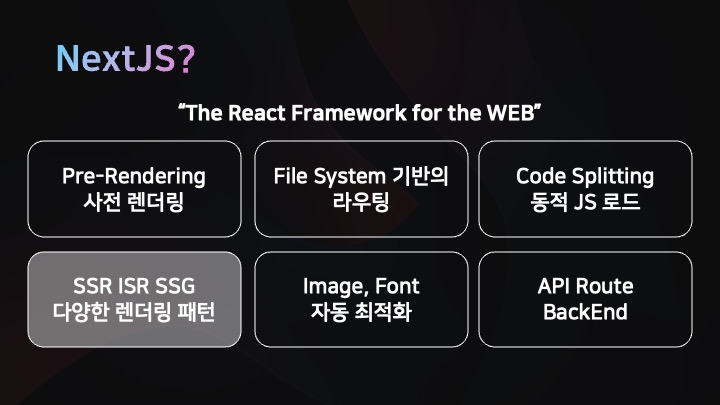 NextJS?
“The React Framework for the WEB”
Pre-Rendering
사전 렌더링
File System 기반의
라우팅
Code Splitting
동적 JS 로드
SSR ISR SSG
다양한 렌더링 패턴
Image, Font
자동 최적화
API Route
BackEnd